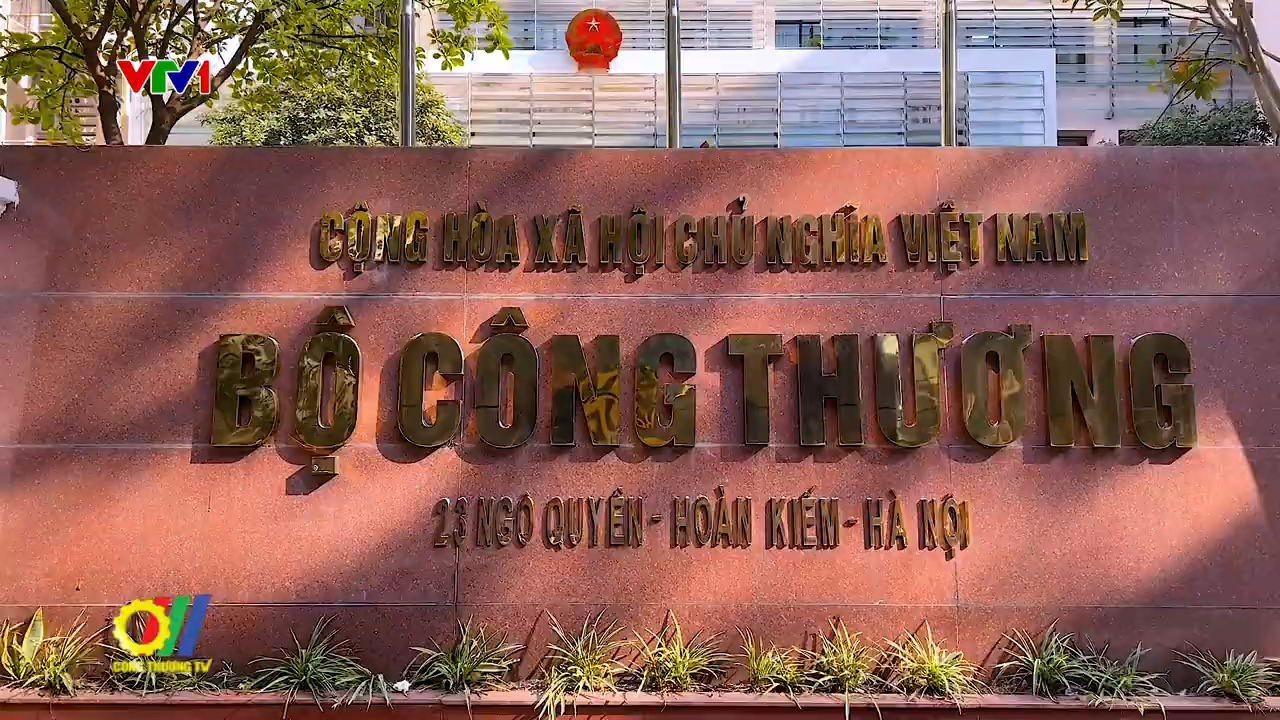 VTV1
CỘNG HÒA XÃ HỘI CHỦ NGHĨA VIỆT NAM
BỘ CÔNG THƯƠNG
23 NGÔ QUYỀN - HOÀN KIẾM - HÀ NỘI
CÔNG THƯƠNG TV